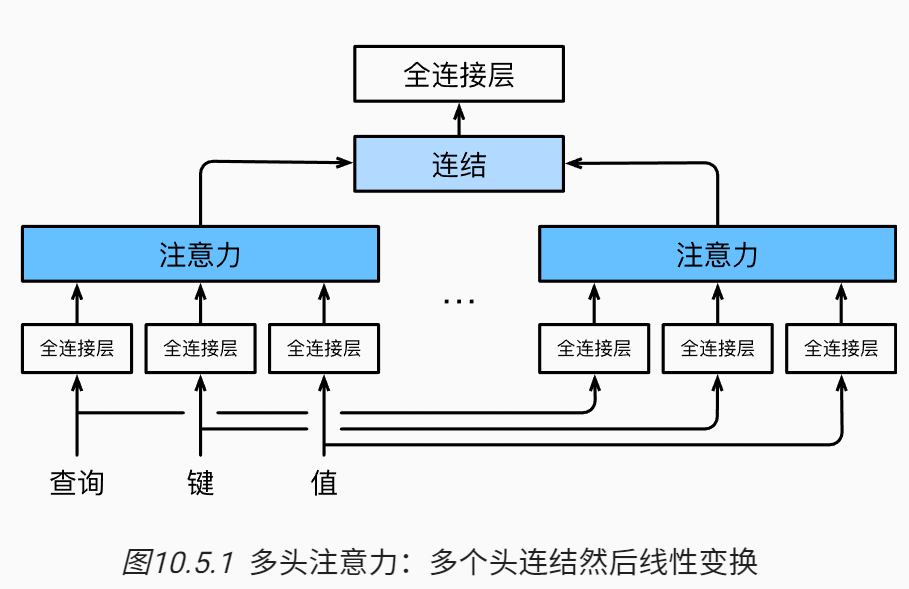 全连接层
连结
注意力
注意力
...
全连接层
全连接层
全连接层
全连接层
全连接层
全连接层
查询
键
值
图10.5.1 多头注意力：多个头连结然后线性变换